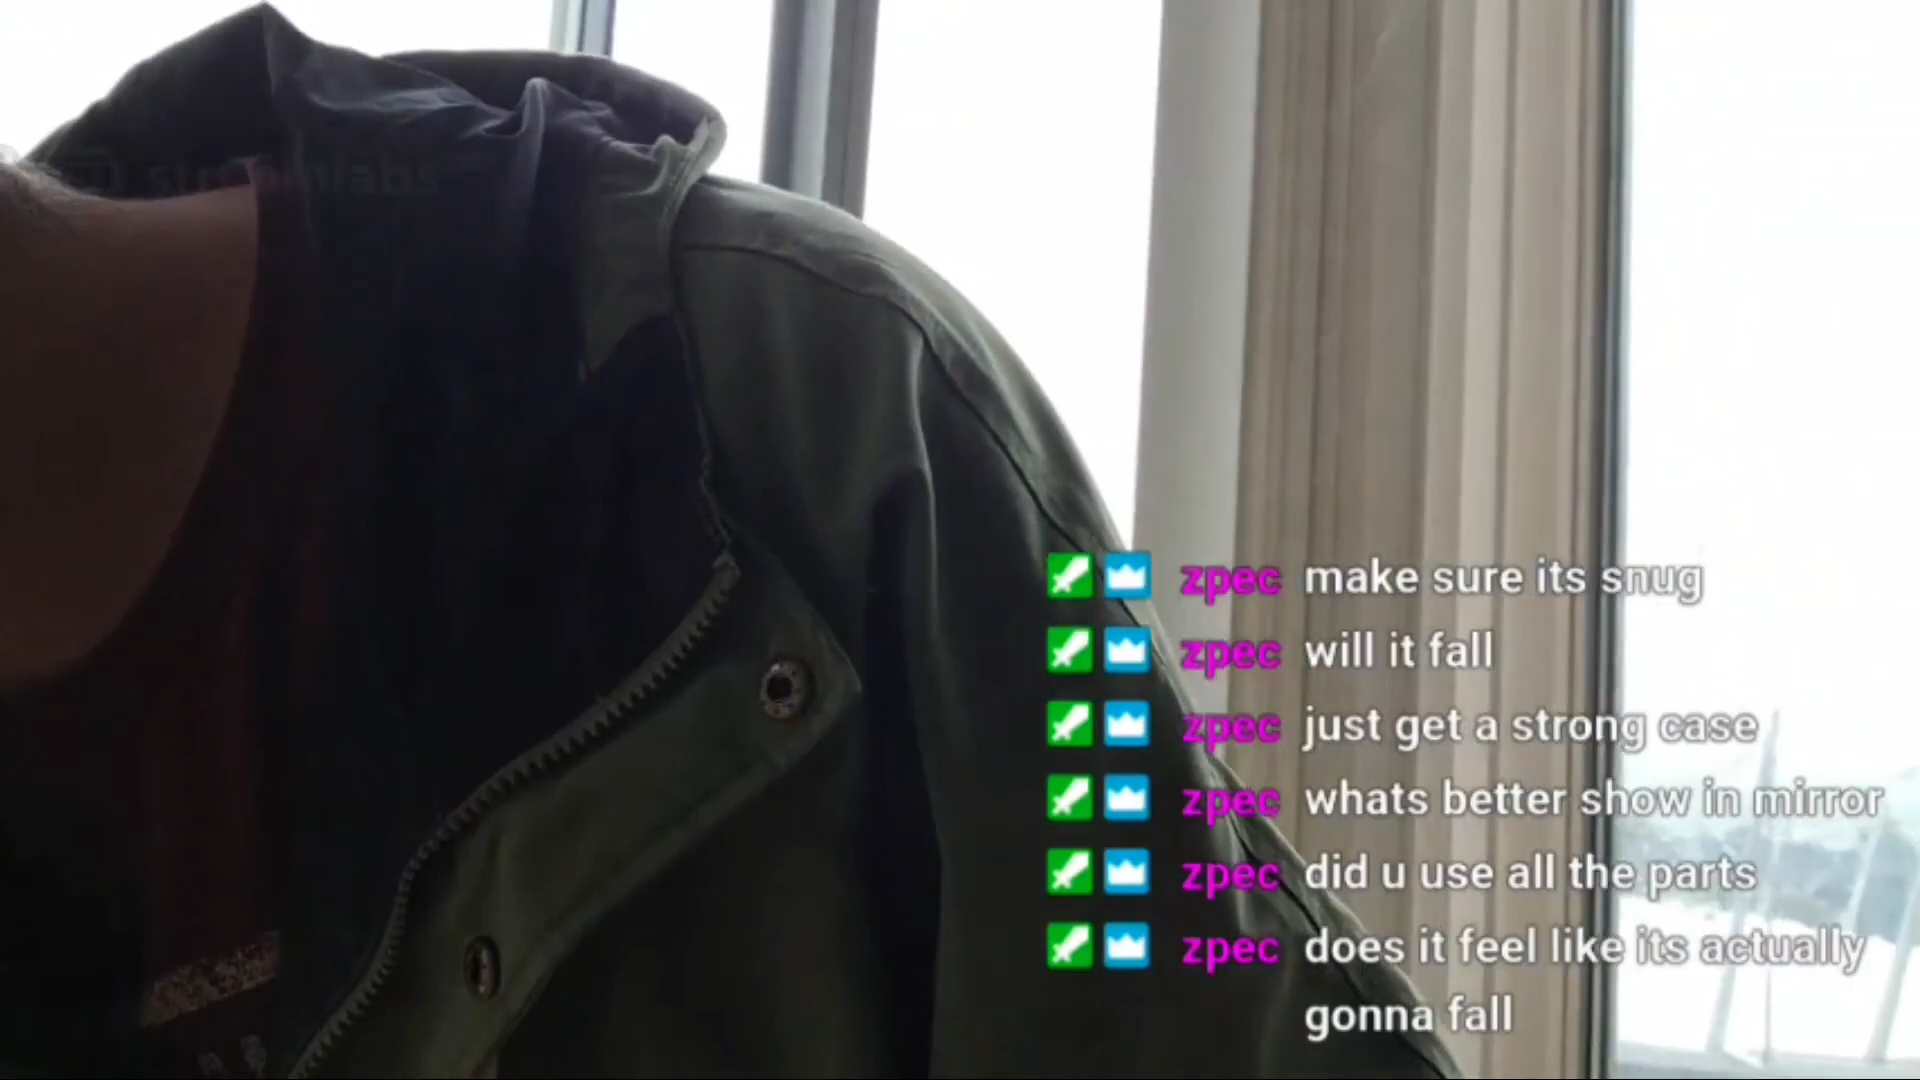 streamlabs
zpec make sure its snug
zpec will it fall
zpec just get a strong case
zpec whats better show in mirror
zpec did u use all the parts
zpec does it feel like its actually
gonna fall